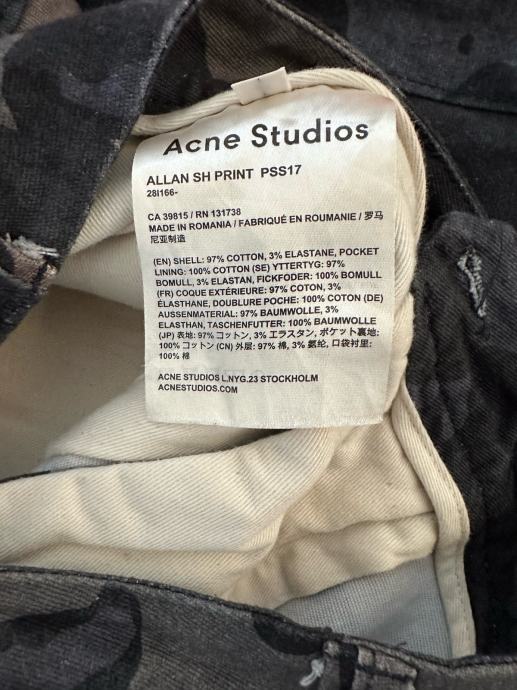 Acne Studios
ALLAN SH PRINT PSS17
28I166-
CA 39815 / RN 131738
MADE IN ROMANIA / FABRIQUÉ EN ROUMANIE / 罗马
尼亚制造
(EN) SHELL: 97% COTTON, 3% ELASTANE, POCKET
LINING: 100% COTTON (SE) YTTERTYG: 97%
BOMULL, 3% ELASTAN, FICKFODER: 100% BOMULL
(FR) COQUE EXTÉRIEURE: 97% COTON, 3%
ÉLASTHANE, DOUBLURE POCHE: 100% COTON (DE)
AUSSENMATERIAL: 97% BAUMWOLLE, 3%
ELASTHAN, TASCHENFUTTER: 100% BAUMWOLLE
(JP) 表地: 97% コットン, 3% エラスタン, ポケット裏地:
100% コットン (CN) 外层: 97% 棉, 3% 氨纶, 口袋衬里:
100% 棉
ACNE STUDIOS L.NYG.23 STOCKHOLM
ACNESTUDIOS.COM